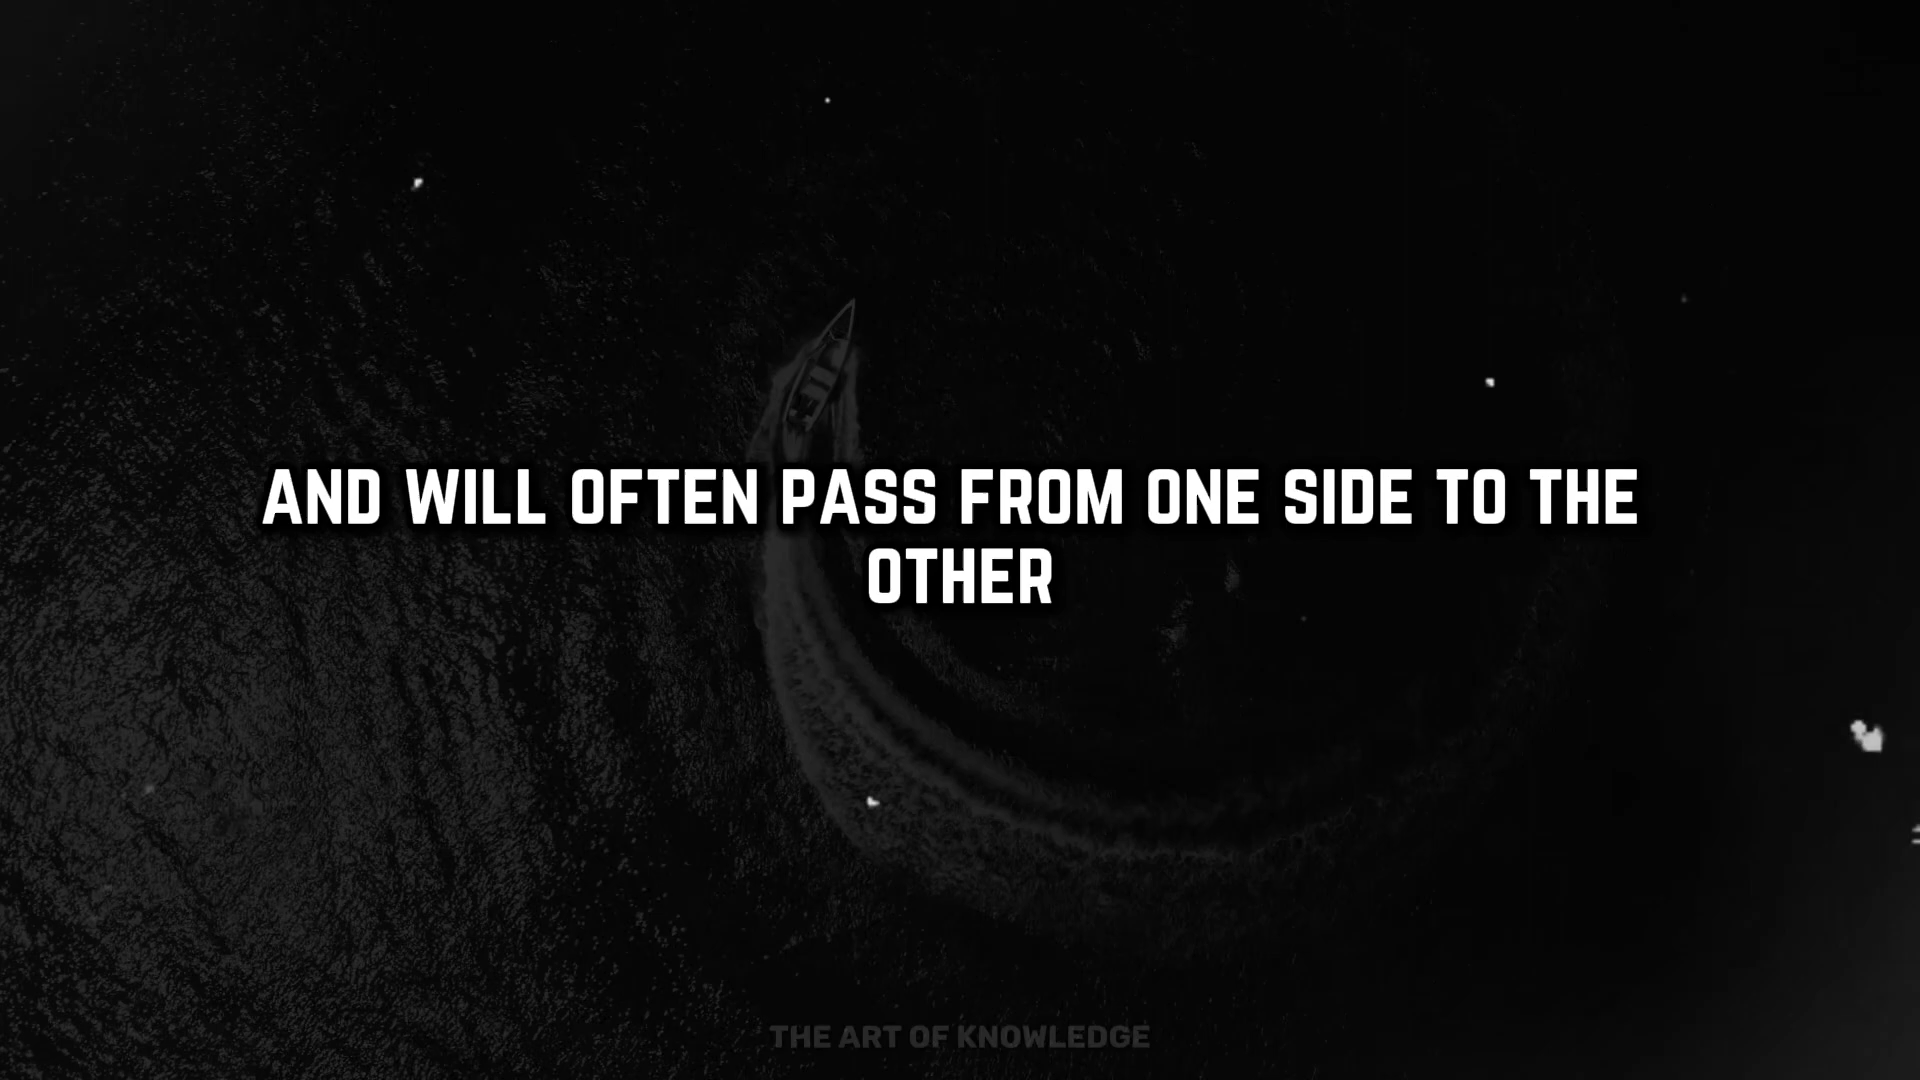 AND WILL OFTEN PASS FROM ONE SIDE TO THE
OTHER
THE ART OF KNOWLEDGE